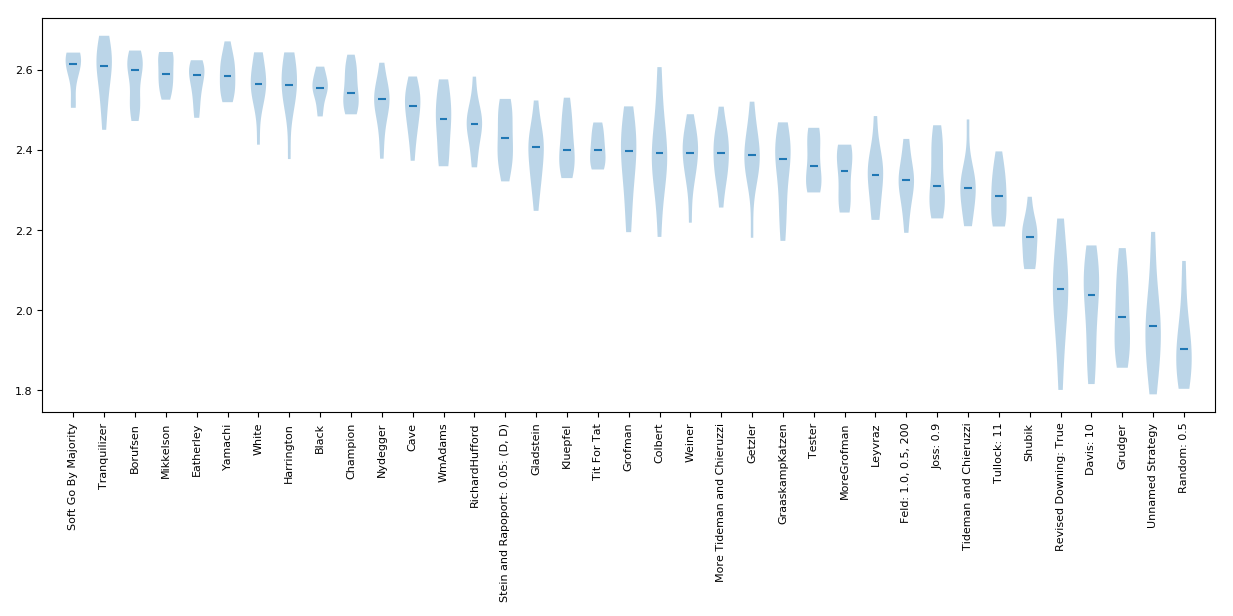 2.6
2.4
2.2
2.0
1.8
Soft Go By Majority
Tranquilizer
Borufsen
Mikkelson
Eatherley
Yamachi
White
Harrington
Black
Champion
Nydegger
Cave
WmAdams
RichardHufford
Stein and Rapoport: 0.05: (D, D)
Gladstein
Kluepfel
Tit For Tat
Grofman
Colbert
Weiner
More Tideman and Chieruzzi
Getzler
GraaskampKatzen
Tester
MoreGrofman
Leyvraz
Feld: 1.0, 0.5, 200
Joss: 0.9
Tideman and Chieruzzi
Tullock: 11
Shubik
Revised Downing: True
Davis: 10
Grudger
Unnamed Strategy
Random: 0.5